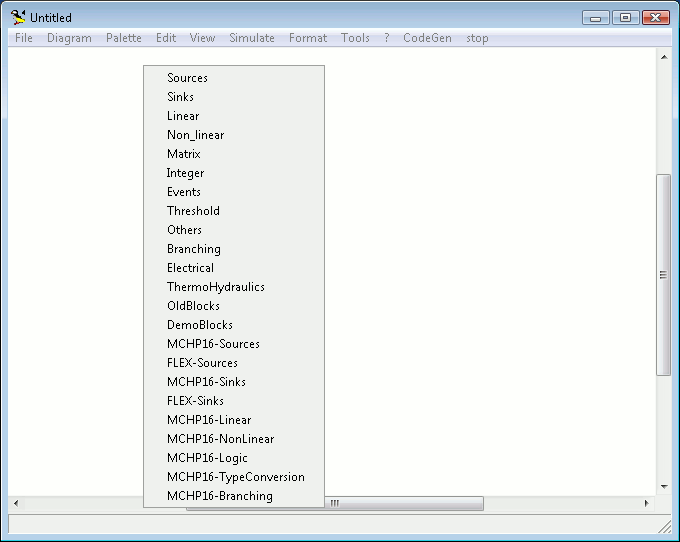 Untitled
File Diagram Palette Edit View Simulate Format Tools ? CodeGen stop
Sources
Sinks
Linear
Non_linear
Matrix
Integer
Events
Threshold
Others
Branching
Electrical
ThermoHydraulics
OldBlocks
DemoBlocks
MCHP16-Sources
FLEX-Sources
MCHP16-Sinks
FLEX-Sinks
MCHP16-Linear
MCHP16-NonLinear
MCHP16-Logic
MCHP16-TypeConversion
MCHP16-Branching